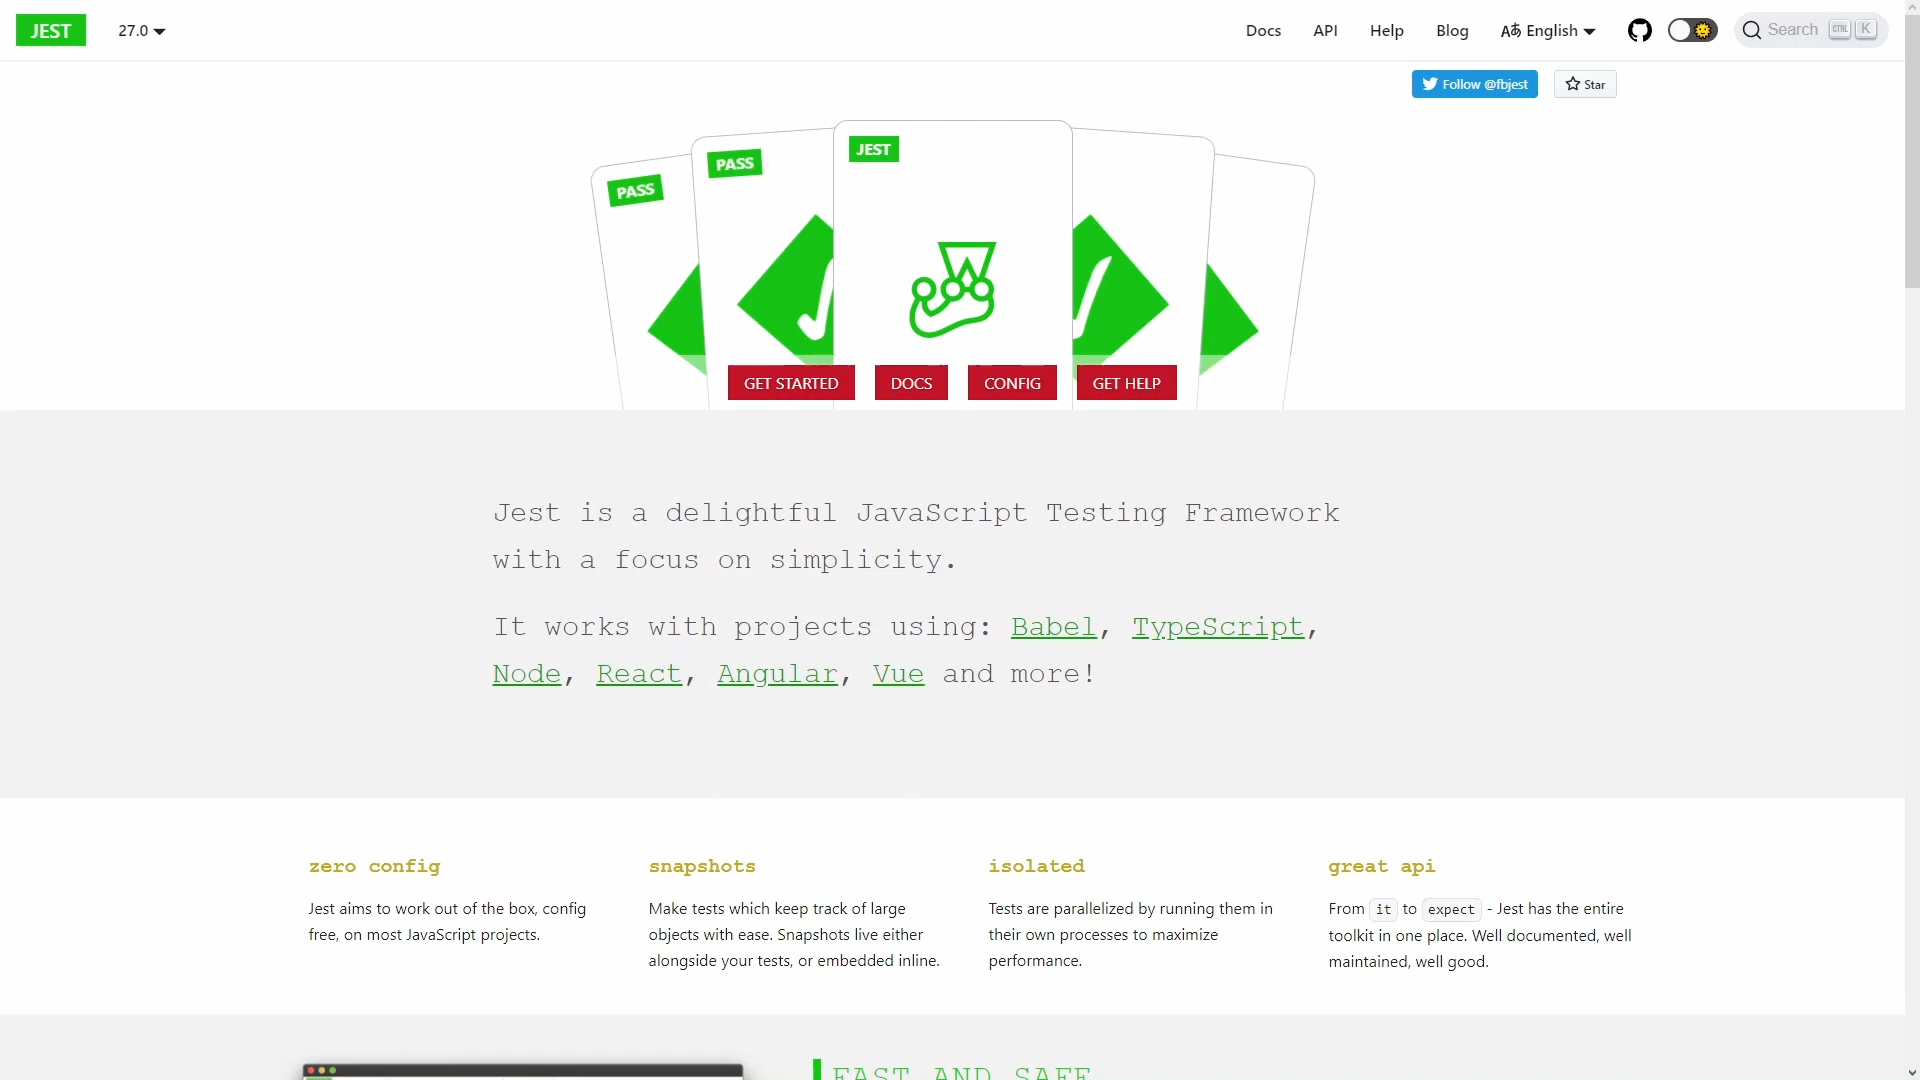 JEST
27.0
Docs
API
Help
Blog
Aあ English
Search
CTRL
K
Follow @fbjest
Star
PASS
PASS
JEST
GET STARTED
DOCS
CONFIG
GET HELP
Jest is a delightful JavaScript Testing Framework
with a focus on simplicity.
It works with projects using: Babel, TypeScript,
Node, React, Angular, Vue and more!
zero config
Jest aims to work out of the box, config
free, on most JavaScript projects.
snapshots
Make tests which keep track of large
objects with ease. Snapshots live either
alongside your tests, or embedded inline.
isolated
Tests are parallelized by running them in
their own processes to maximize
performance.
great api
From it to expect - Jest has the entire
toolkit in one place. Well documented, well
maintained, well good.
FAST AND SAFE